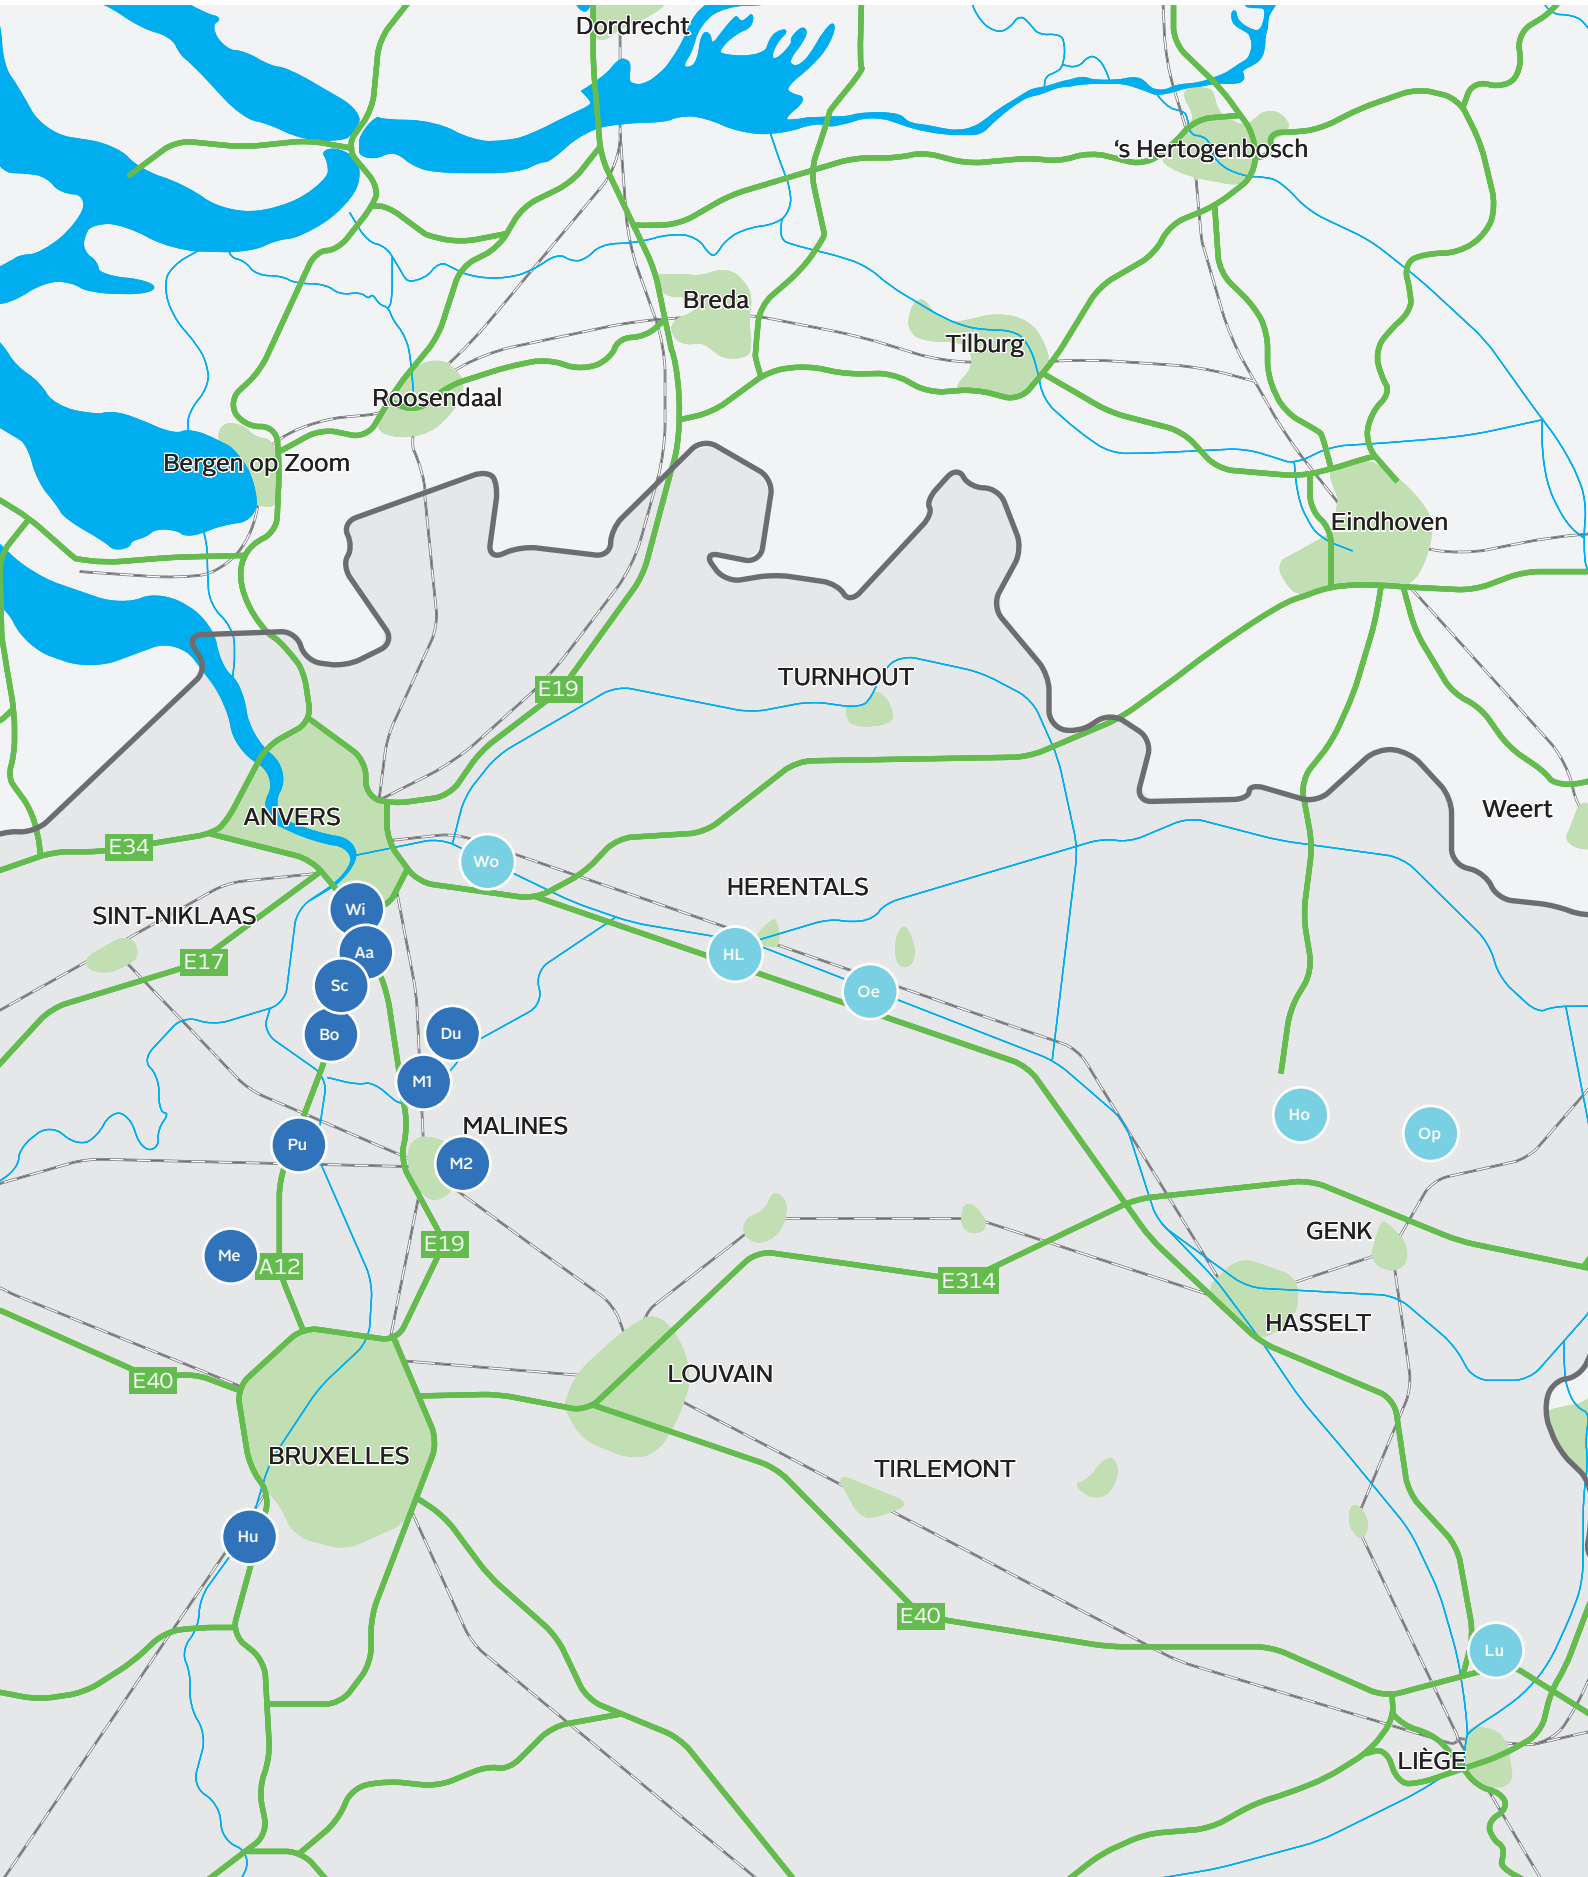 Dordrecht
‘s Hertogenbosch
Breda
Tilburg
Roosendaal
Bergen op Zoom
Eindhoven
TURNHOUT
E19
Weert
ANVERS
E34
Wo
HERENTALS
SINT-NIKLAAS
Wi
E17
Aa
HL
Sc
Oe
Bo
Du
M1
Ho
MALINES
Op
Pu
M2
GENK
E19
Me
A12
E314
HASSELT
E40
LOUVAIN
BRUXELLES
TIRLEMONT
Hu
E40
Lu
LIÈGE